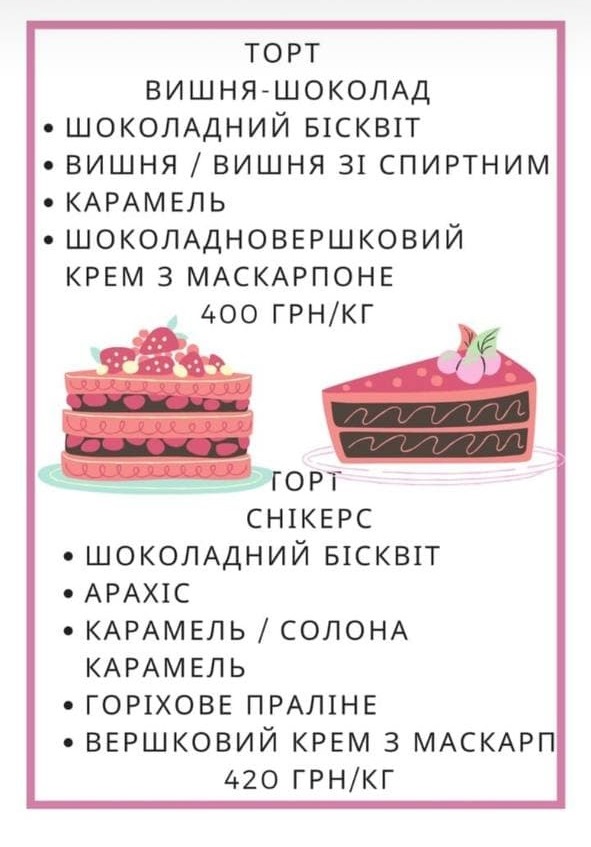 ТОРТ
ВИШНЯ-ШОКОЛАД
• ШОКОЛАДНИЙ БІСКВІТ
• ВИШНЯ / ВИШНЯ ЗІ СПИРТНИМ
• КАРАМЕЛЬ
• ШОКОЛАДНОВЕРШКОВИЙ
КРЕМ З МАСКАРПОНЕ
400 ГРН/КГ
ТОРТ
СНІКЕРС
• ШОКОЛАДНИЙ БІСКВІТ
• АРАХІС
• КАРАМЕЛЬ / СОЛОНА
КАРАМЕЛЬ
• ГОРІХОВЕ ПРАЛІНЕ
• ВЕРШКОВИЙ КРЕМ З МАСКАРП
420 ГРН/КГ